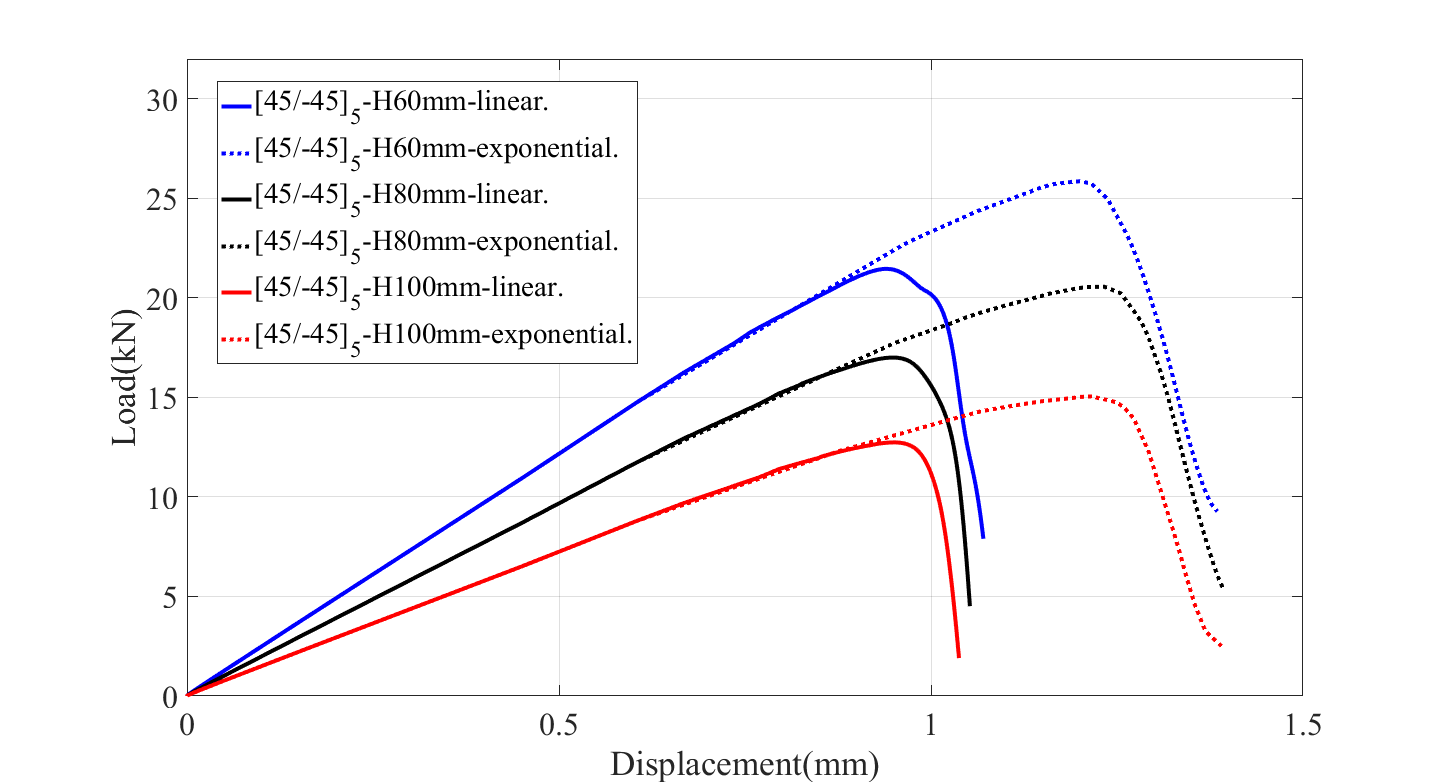 30
25
20
15
10
5
0
Load(kN)
[45/-45]5-H60mm-linear.
[45/-45]5-H60mm-exponential.
[45/-45]5-H80mm-linear.
[45/-45]5-H80mm-exponential.
[45/-45]5-H100mm-linear.
[45/-45]5-H100mm-exponential.
0 0.5 1 1.5
Displacement(mm)